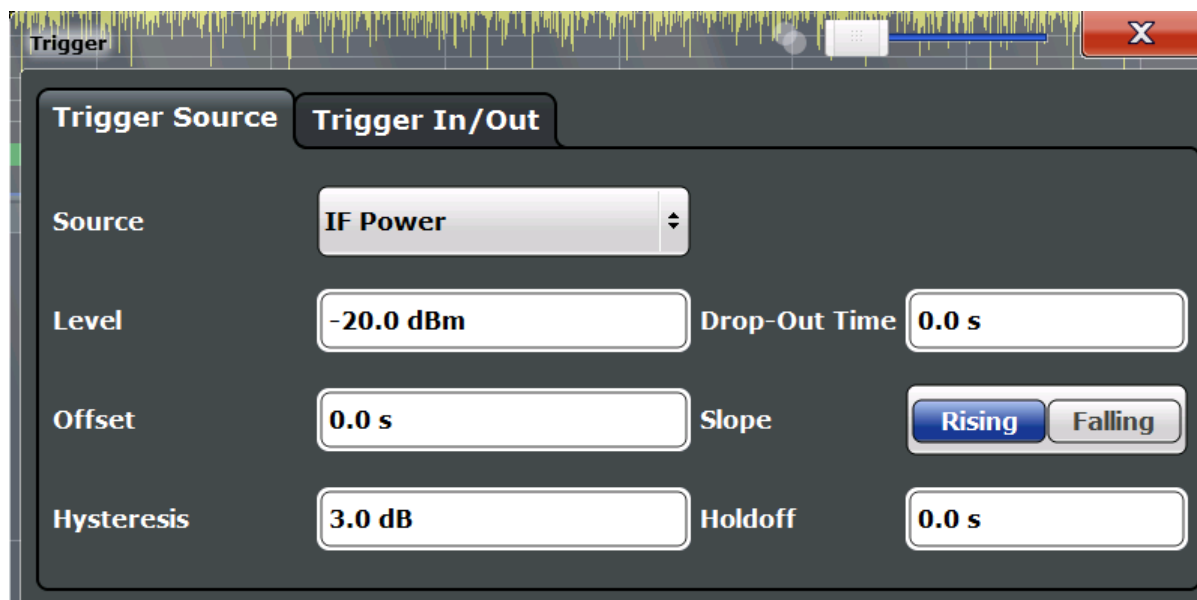 Trigger
X
Trigger Source
Trigger In/Out
Source
IF Power
Level
-20.0 dBm
Drop-Out Time
0.0 s
Offset
0.0 s
Slope
Rising
Falling
Hysteresis
3.0 dB
Holdoff
0.0 s